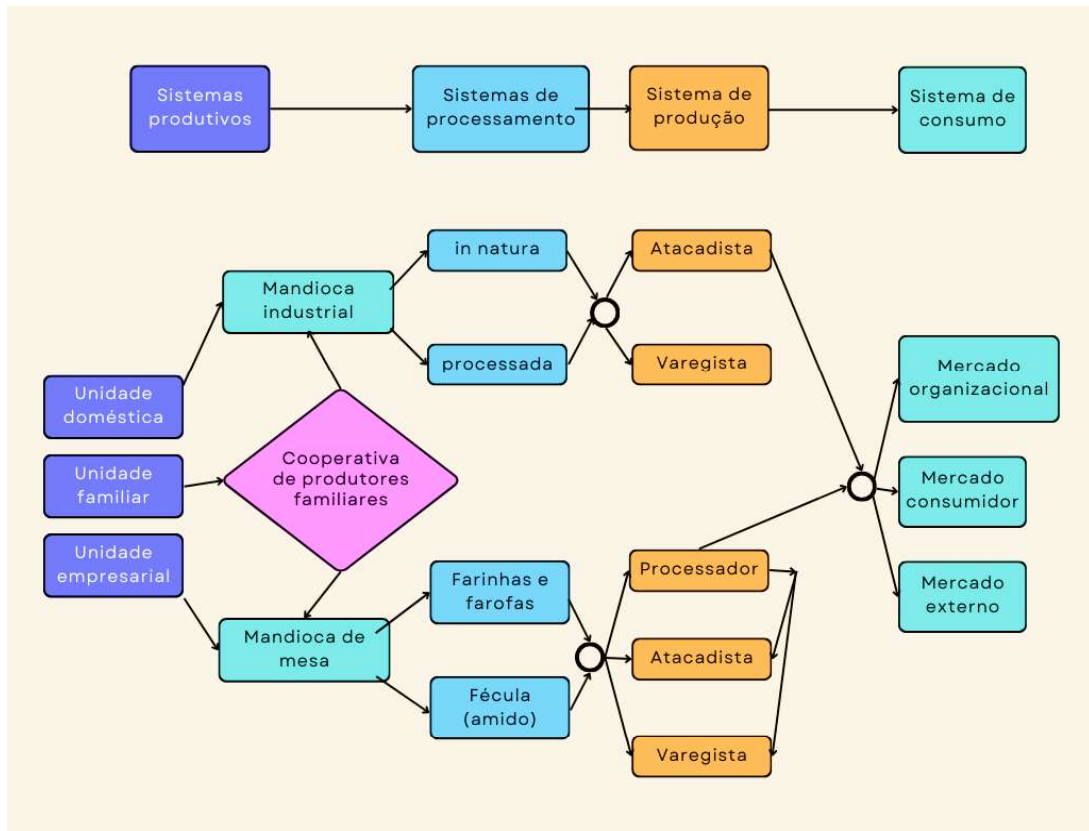 Sistemas
produtivos
Sistemas de
processamento
Sistema de
produção
Sistema de
consumo
in natura
Atacadista
Mandioca
industrial
processada
Varegista
Mercado
organizacional
Unidade
doméstica
Cooperativa
de produtores
familiares
Unidade
familiar
Mercado
consumidor
Unidade
empresarial
Farinhas e
farofas
Processador
Mercado
externo
Mandioca de
mesa
Atacadista
Fécula
(amido)
Varegista